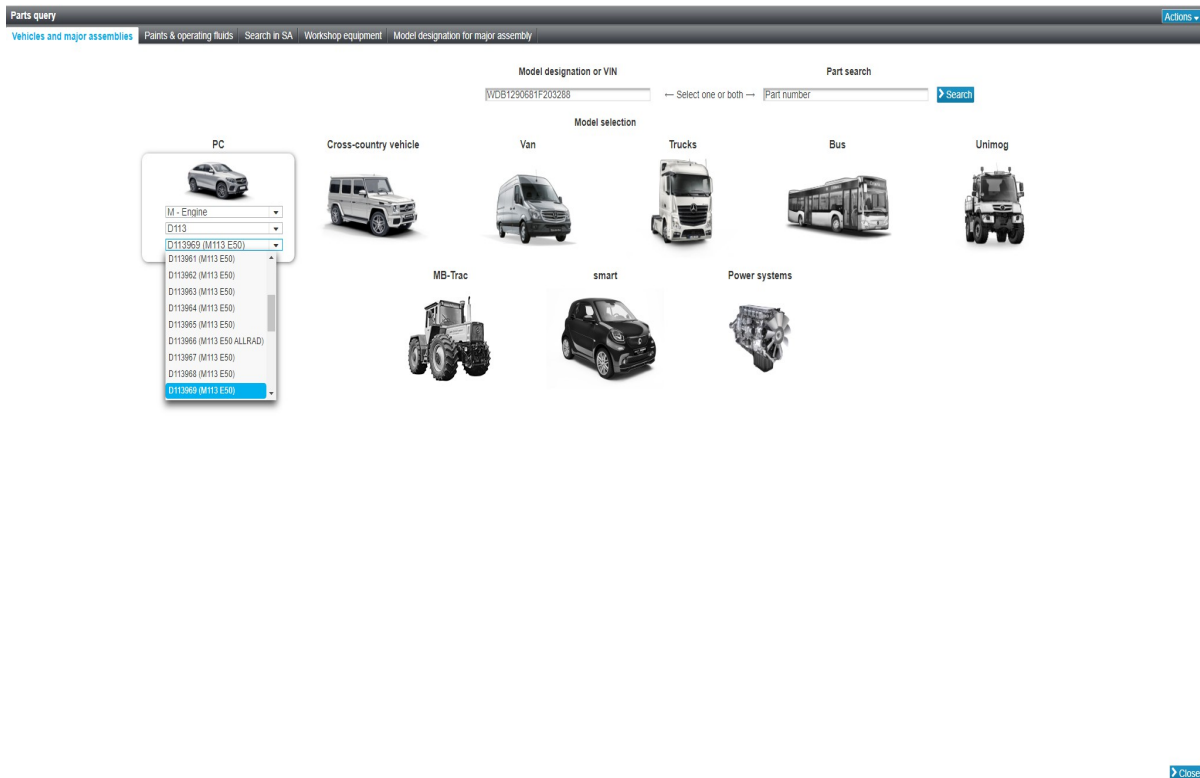 Parts query
Actions
Vehicles and major assemblies Paints & operating fluids Search in SA Workshop equipment Model designation for major assembly
Model designation or VIN Part search
WDB1290681F203288 ← Select one or both → Part number Search
Model selection
PC Cross-country vehicle Van Trucks Bus Unimog
M - Engine
D113
D113969 (M113 E50)
D113961 (M113 E50)
D113962 (M113 E50)
D113963 (M113 E50)
D113964 (M113 E50)
D113965 (M113 E50)
D113966 (M113 E50 ALLRAD)
D113967 (M113 E50)
D113968 (M113 E50)
D113969 (M113 E50)
MB-Trac smart Power systems
Close